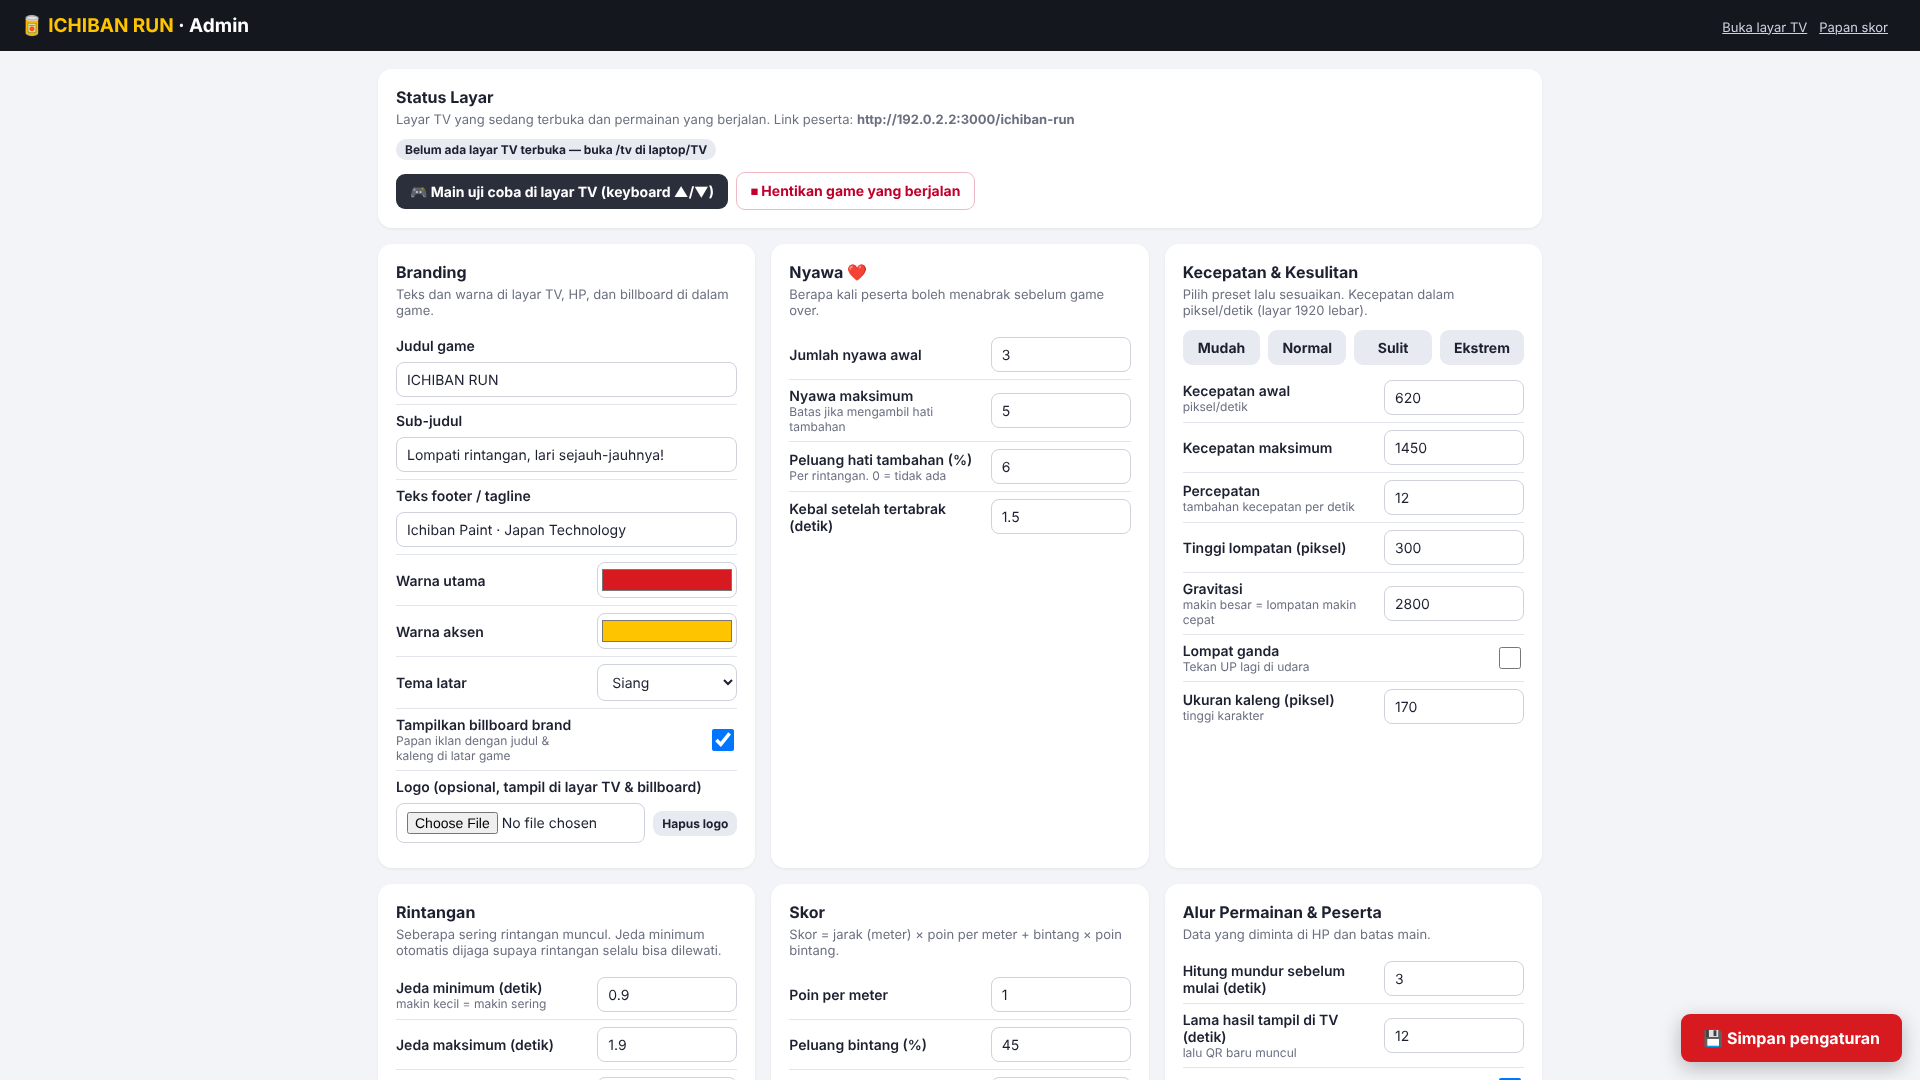 🥫 ICHIBAN RUN · Admin
Buka layar TV
Papan skor
Status Layar
Layar TV yang sedang terbuka dan permainan yang berjalan. Link peserta: http://192.0.2.2:3000/ichiban-run
Belum ada layar TV terbuka — buka /tv di laptop/TV
🎮 Main uji coba di layar TV (keyboard ▲/▼)
■ Hentikan game yang berjalan
Branding
Teks dan warna di layar TV, HP, dan billboard di dalam
game.
Judul game
ICHIBAN RUN
Sub-judul
Lompati rintangan, lari sejauh-jauhnya!
Teks footer / tagline
Ichiban Paint · Japan Technology
Warna utama
Warna aksen
Tema latar
Siang
Tampilkan billboard brand
Papan iklan dengan judul &
kaleng di latar game
Logo (opsional, tampil di layar TV & billboard)
Choose File No file chosen
Hapus logo
Nyawa ❤️
Berapa kali peserta boleh menabrak sebelum game
over.
Jumlah nyawa awal
3
Nyawa maksimum
Batas jika mengambil hati
tambahan
5
Peluang hati tambahan (%)
Per rintangan. 0 = tidak ada
6
Kebal setelah tertabrak
(detik)
1.5
Kecepatan & Kesulitan
Pilih preset lalu sesuaikan. Kecepatan dalam
piksel/detik (layar 1920 lebar).
Mudah
Normal
Sulit
Ekstrem
Kecepatan awal
piksel/detik
620
Kecepatan maksimum
1450
Percepatan
tambahan kecepatan per detik
12
Tinggi lompatan (piksel)
300
Gravitasi
makin besar = lompatan makin
cepat
2800
Lompat ganda
Tekan UP lagi di udara
Ukuran kaleng (piksel)
tinggi karakter
170
Rintangan
Seberapa sering rintangan muncul. Jeda minimum
otomatis dijaga supaya rintangan selalu bisa dilewati.
Jeda minimum (detik)
makin kecil = makin sering
0.9
Jeda maksimum (detik)
1.9
Skor
Skor = jarak (meter) × poin per meter + bintang × poin
bintang.
Poin per meter
1
Peluang bintang (%)
45
Alur Permainan & Peserta
Data yang diminta di HP dan batas main.
Hitung mundur sebelum
mulai (detik)
3
Lama hasil tampil di TV
(detik)
lalu QR baru muncul
12
💾 Simpan pengaturan